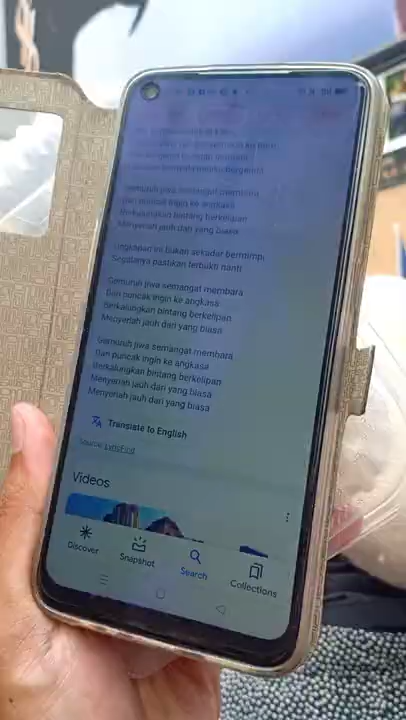 Gemuruh jiwa semangat membara
Dari puncak ingin ke angkasa
Berkalungkan bintang berkelipan
Menyerlah jauh dari yang biasa
Ungkapan ini bukan sekadar bermimpi
Segalanya pastikan terbukti nanti
Gemuruh jiwa semangat membara
Dari puncak ingin ke angkasa
Berkalungkan bintang berkelipan
Menyerlah jauh dari yang biasa
Gemuruh jiwa semangat membara
Dari puncak ingin ke angkasa
Berkalungkan bintang berkelipan
Menyerlah jauh dari yang biasa
Menyerlah jauh dari yang biasa
Translate to English
Source: LyricFind
Videos
Discover
Snapshot
Search
Collections